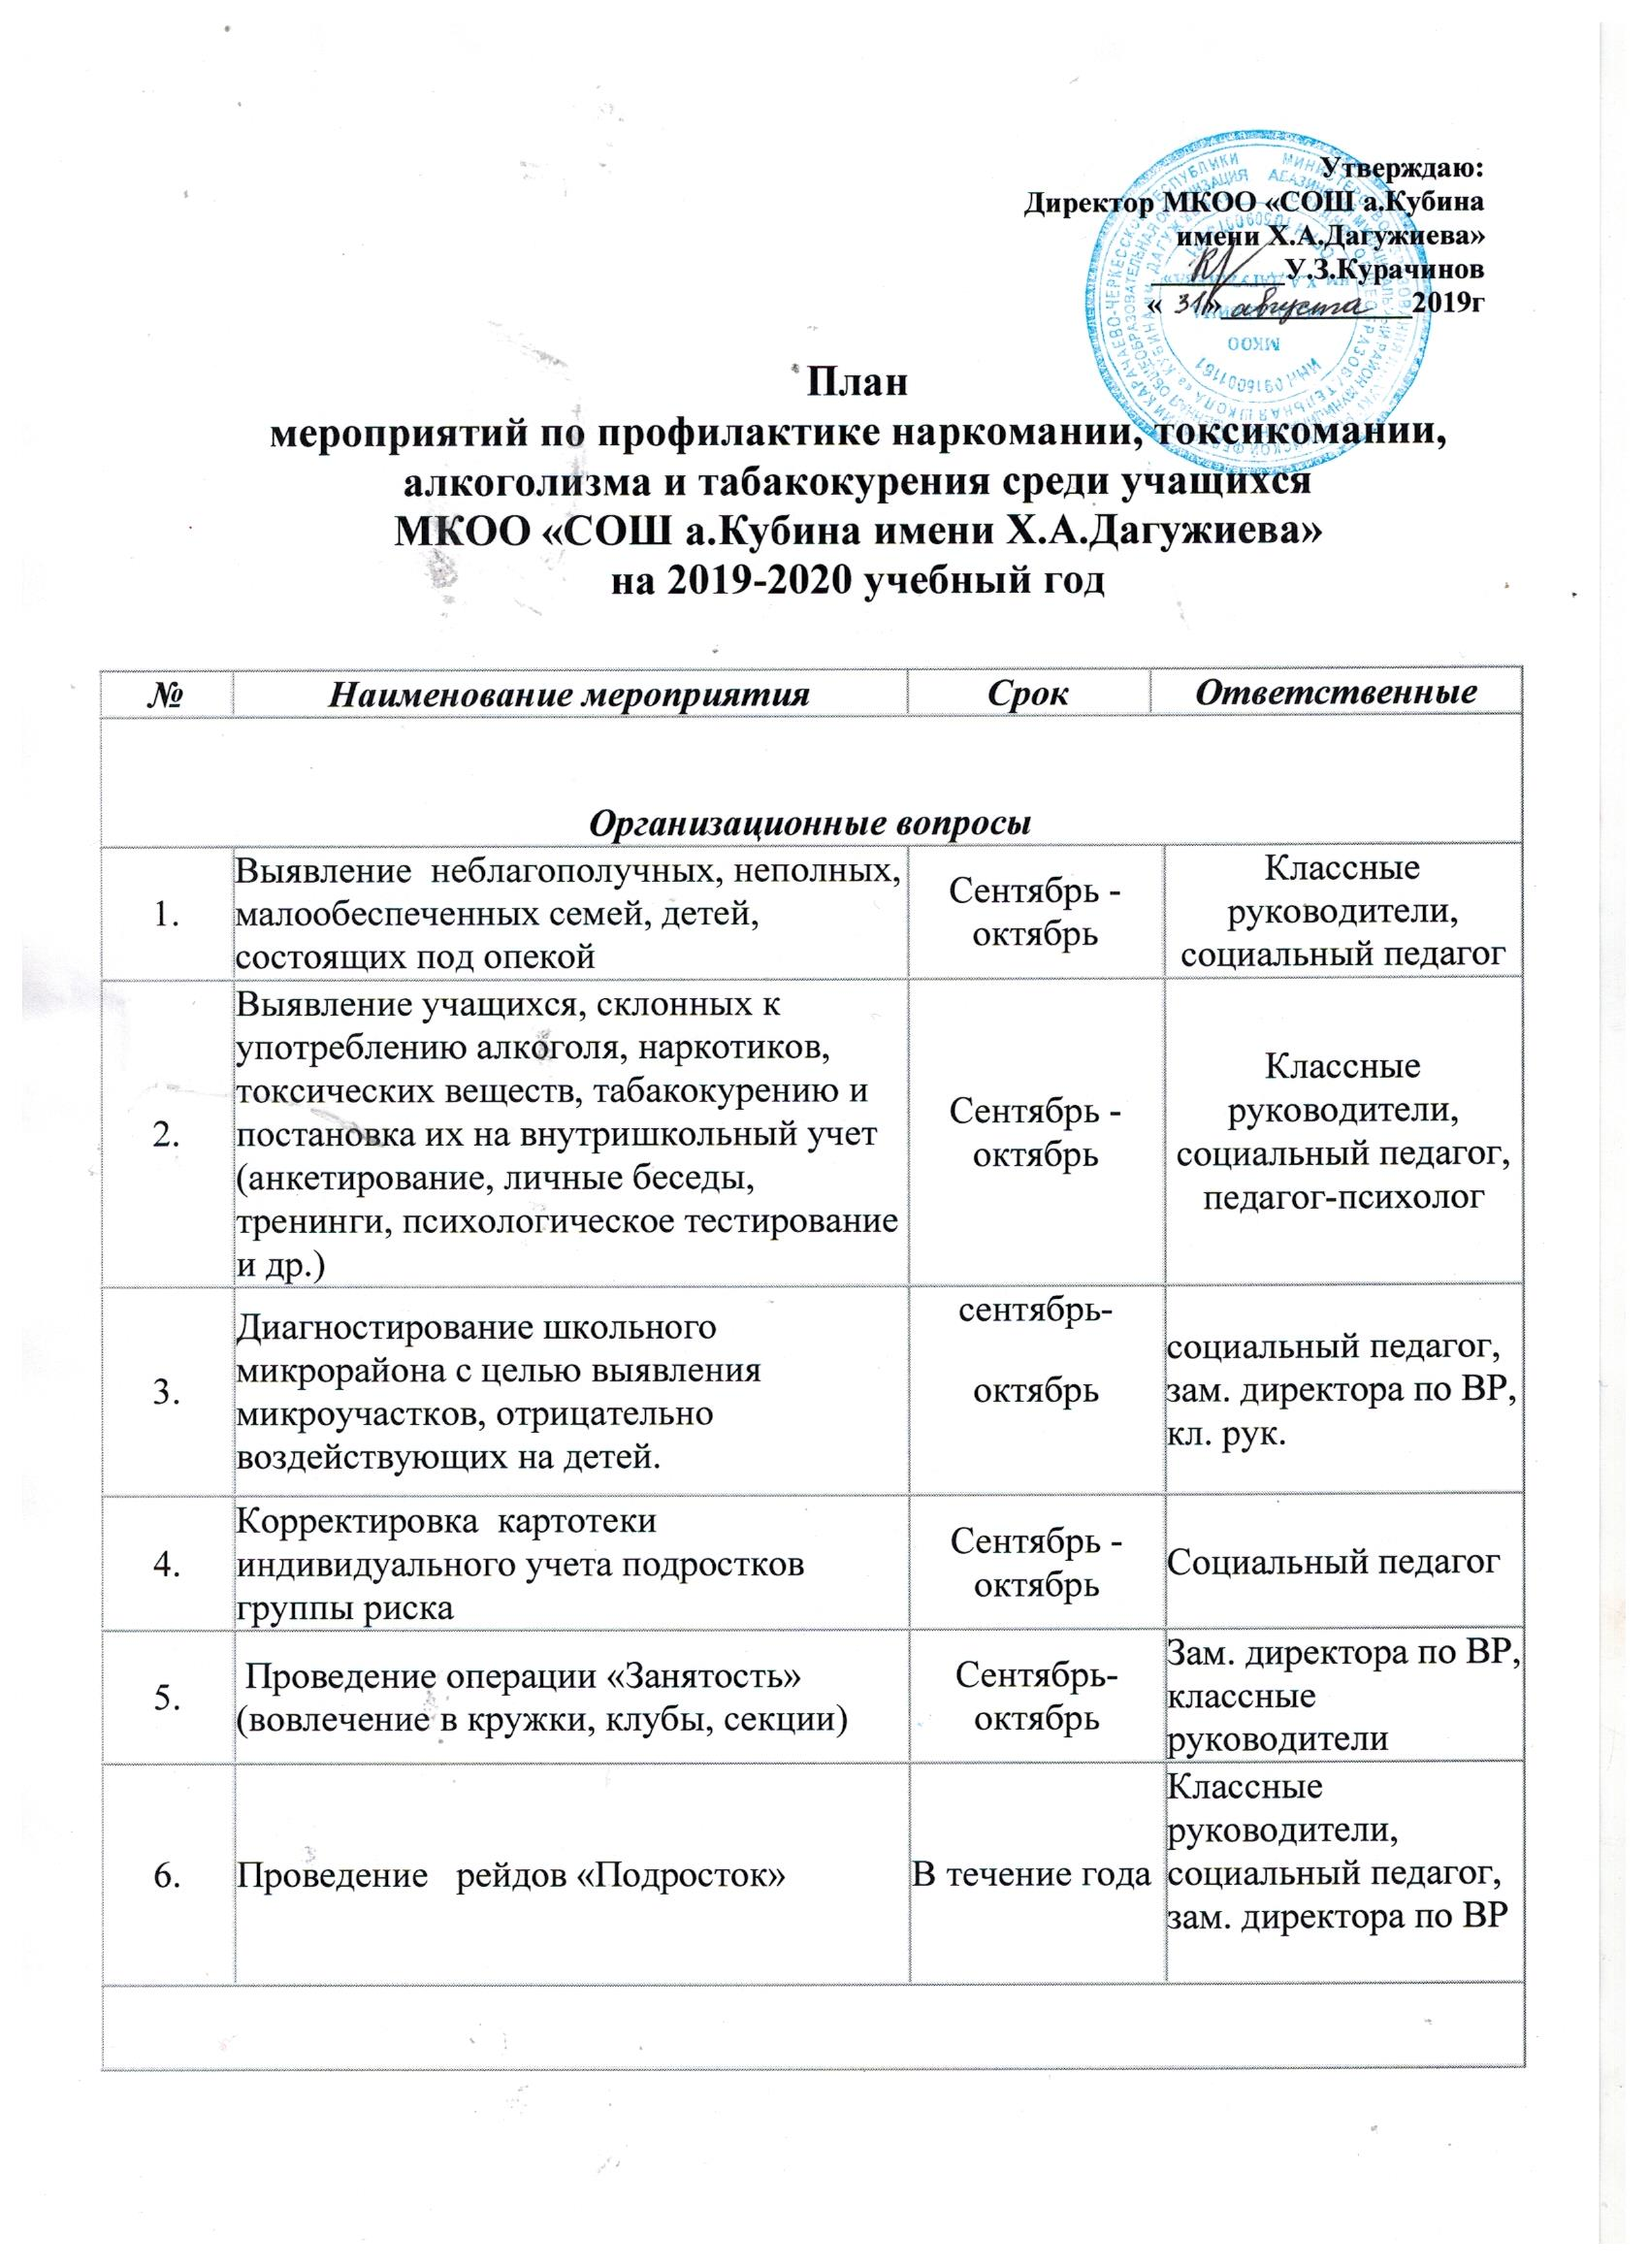 Утверждаю:
Директор МКОО «СОШ а.Кубина
имени Х.А.Дагужиева»
У.З.Курачинов
« 31 » августа 2019г
МКОО
ИНН 0916001161
План
мероприятий по профилактике наркомании, токсикомании,
алкоголизма и табакокурения среди учащихся
МКОО «СОШ а.Кубина имени Х.А.Дагужиева»
на 2019-2020 учебный год
№ Наименование мероприятия Срок Ответственные
Организационные вопросы
1.
Выявление неблагополучных, неполных,
малообеспеченных семей, детей,
состоящих под опекой
Сентябрь -
октябрь
Классные
руководители,
социальный педагог
2.
Выявление учащихся, склонных к
употреблению алкоголя, наркотиков,
токсических веществ, табакокурению и
постановка их на внутришкольный учет
(анкетирование, личные беседы,
тренинги, психологическое тестирование
и др.)
Сентябрь -
октябрь
Классные
руководители,
социальный педагог,
педагог-психолог
3.
Диагностирование школьного
микрорайона с целью выявления
микроучастков, отрицательно
воздействующих на детей.
сентябрь-
октябрь
социальный педагог,
зам. директора по ВР,
кл. рук.
4.
Корректировка картотеки
индивидуального учета подростков
группы риска
Сентябрь -
октябрь
Социальный педагог
5.
Проведение операции «Занятость»
(вовлечение в кружки, клубы, секции)
Сентябрь-
октябрь
Зам. директора по ВР,
классные
руководители
6.
Проведение рейдов «Подросток»
В течение года
Классные
руководители,
социальный педагог,
зам. директора по ВР